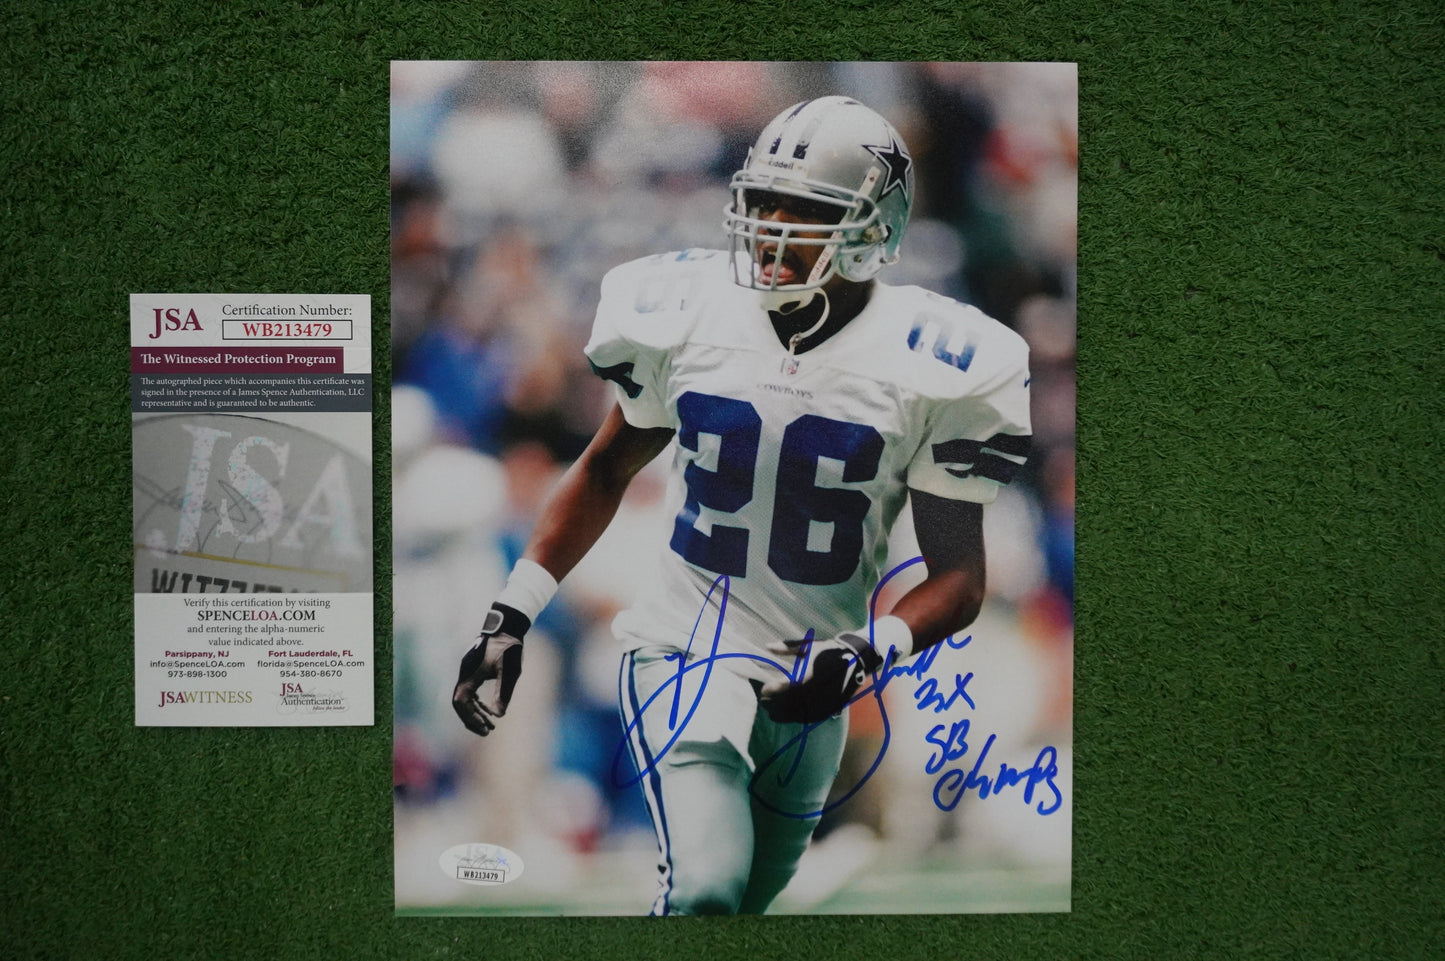 JSA
Certification Number:
WB213479
The Witnessed Protection Program
The autographed piece which accompanies this certificate was
signed in the presence of a James Spence Authentication, LLC
representative and is guaranteed to be authentic.
JSA
Verify this certification by visiting
SPENCELOA.COM
and entering the alpha-numeric
value indicated above.
Parsippany, NJ
info@SpenceLOA.com
973-898-1300
Fort Lauderdale, FL
florida@SpenceLOA.com
954-380-8670
JSAWITNESS
JSA
James Spence
Authentication
Riddell
26
26
NFL
COWBOYS
26
2X
SB
Champs
WB213479